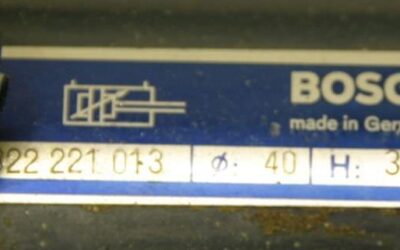 BOSC
made in Ger
822 221 013 Ø: 40 H: 3